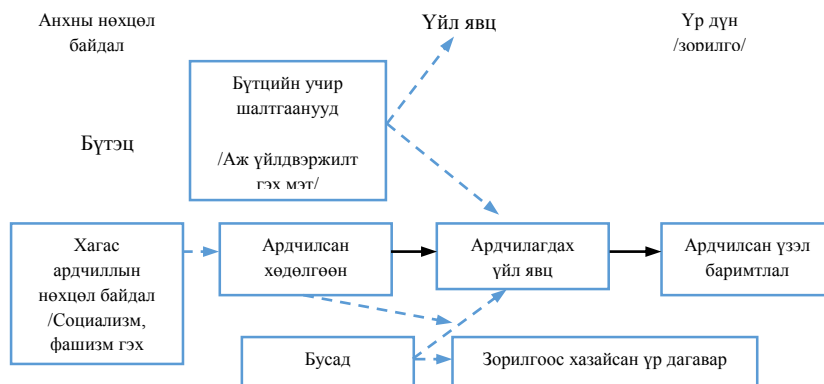 Анхны нөхцөл
байдал
Үйл явц
Үр дүн
/зорилго/
Бүтцийн учир
шалтгаанууд
/Аж үйлдвэржилт
гэх мэт/
Бүтэц
Хагас
ардчиллын
нөхцөл байдал
/Социализм,
фашизм гэх
Ардчилсан
хөдөлгөөн
Ардчилагдах
үйл явц
Ардчилсан үзэл
баримтлал
Бусад
Зорилгоос хазайсан үр дагавар